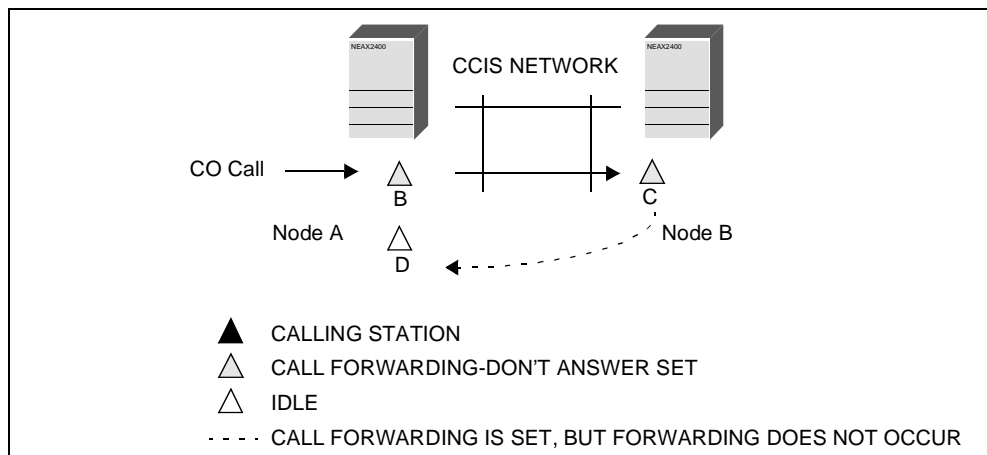 NEAX2400
NEAX2400
CCIS NETWORK
CO Call
B
C
Node A
Node B
D
CALLING STATION
CALL FORWARDING-DON'T ANSWER SET
IDLE
CALL FORWARDING IS SET, BUT FORWARDING DOES NOT OCCUR